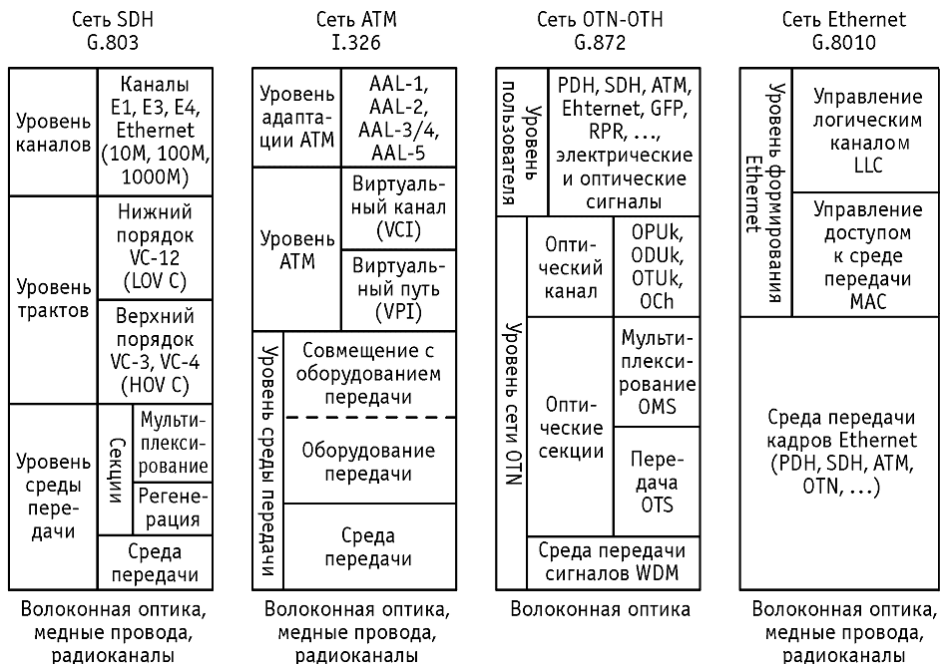 Сеть SDH
G.803
Уровень
каналов
Каналы
E1, E3, E4,
Ethernet
(10M, 100M,
1000M)
Уровень
трактов
Нижний
порядок
VC-12
(LOV C)
Верхний
порядок
VC-3, VC-4
(HOV C)
Уровень
среды
пере-
дачи
Секции
Мульти-
плекси-
рование
Регене-
рация
Среда
передачи
Волоконная оптика,
медные провода,
радиоканалы
Сеть ATM
I.326
Уровень
адаптa-
ции ATM
AAL-1,
AAL-2,
AAL-3/4,
AAL-5
Уровень
ATM
Виртуаль-
ный канал
(VCI)
Виртуаль-
ный путь
(VPI)
Уровень среды передачи
Совмещение с
оборудованием
передачи
Оборудование
передачи
Среда
передачи
Волоконная оптика,
медные провода,
радиоканалы
Сеть OTN-OTH
G.872
Уровень
пользователя
PDH, SDH, ATM,
Ehternet, GFP,
RPR, ...,
электрические
и оптические
сигналы
Уровень сети OTN
Опти-
ческий
канал
OPUk,
ODUk,
OTUk,
OCh
Опти-
ческие
секции
Мульти-
плекси-
рование
OMS
Пере-
дача
OTS
Среда передачи
сигналов WDM
Волоконная оптика
Сеть Ethernet
G.8010
Уровень формирования
Ethernet
Управление
логическим
каналом
LLC
Управление
доступом
к среде
передачи
MAC
Среда передачи
кадров Ethernet
(PDH, SDH, ATM,
OTN, ...)
Волоконная оптика,
медные провода,
радиоканалы